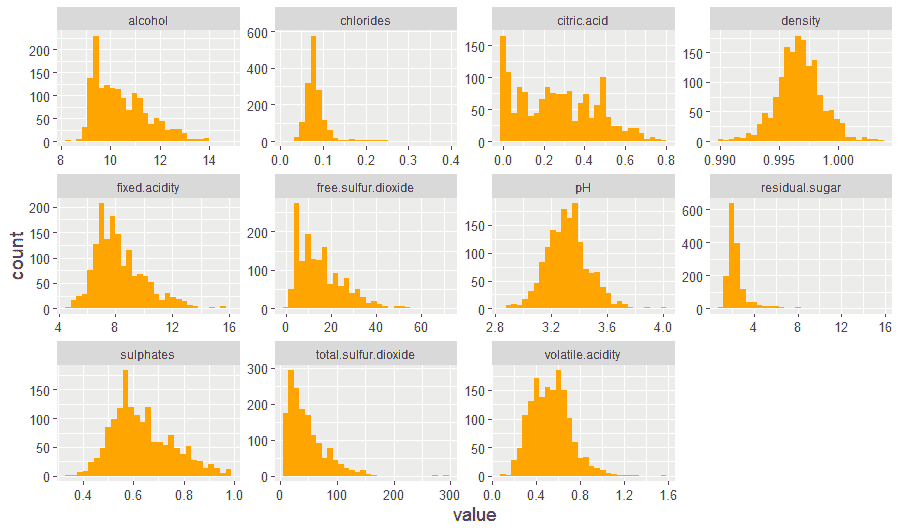 alcohol chlorides citric.acid density
200 150 100 50 0
600 400 200 0
150 100 50 0
150 100 50 0
8 10 12 14
0.0 0.1 0.2 0.3 0.4
0.0 0.2 0.4 0.6 0.8
0.990 0.995 1.000
fixed.acidity free.sulfur.dioxide pH residual.sugar
count
200 150 100 50 0
200 100 0
150 100 50 0
600 400 200 0
4 8 12 16
0 20 40 60
2.8 3.2 3.6 4.0
4 8 12 16
sulphates total.sulfur.dioxide volatile.acidity
150 100 50 0
300 200 100 0
150 100 50 0
0.4 0.6 0.8 1.0
0 100 200 300
0.0 0.4 0.8 1.2 1.6
value